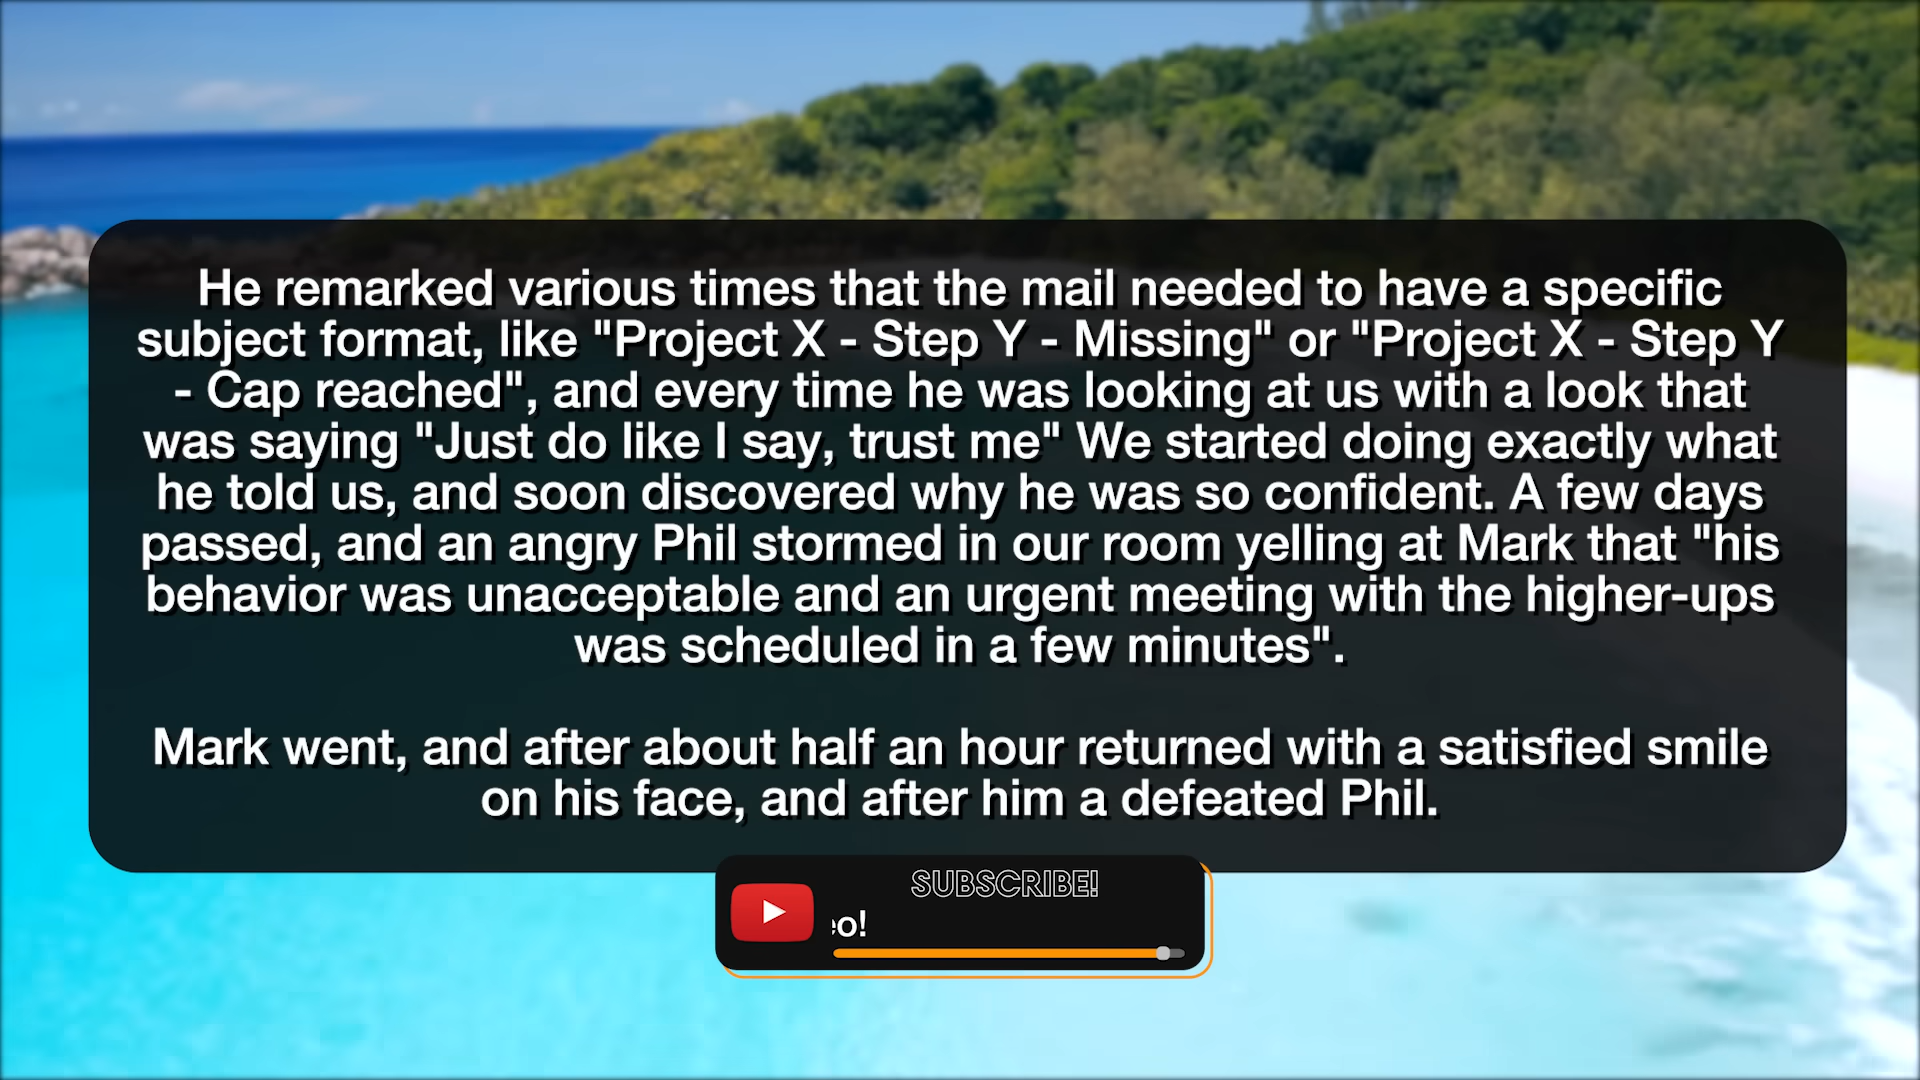 He remarked various times that the mail needed to have a specific
subject format, like "Project X - Step Y - Missing" or "Project X - Step Y
- Cap reached", and every time he was looking at us with a look that
was saying "Just do like I say, trust me" We started doing exactly what
he told us, and soon discovered why he was so confident. A few days
passed, and an angry Phil stormed in our room yelling at Mark that "his
behavior was unacceptable and an urgent meeting with the higher-ups
was scheduled in a few minutes".
Mark went, and after about half an hour returned with a satisfied smile
on his face, and after him a defeated Phil.
SUBSCRIBE!